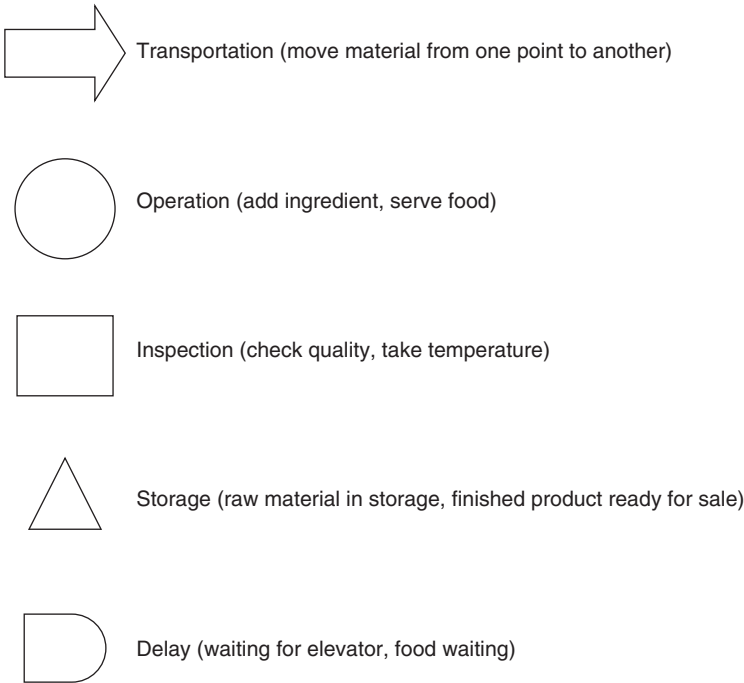 Transportation (move material from one point to another)
Operation (add ingredient, serve food)
Inspection (check quality, take temperature)
Storage (raw material in storage, finished product ready for sale)
Delay (waiting for elevator, food waiting)